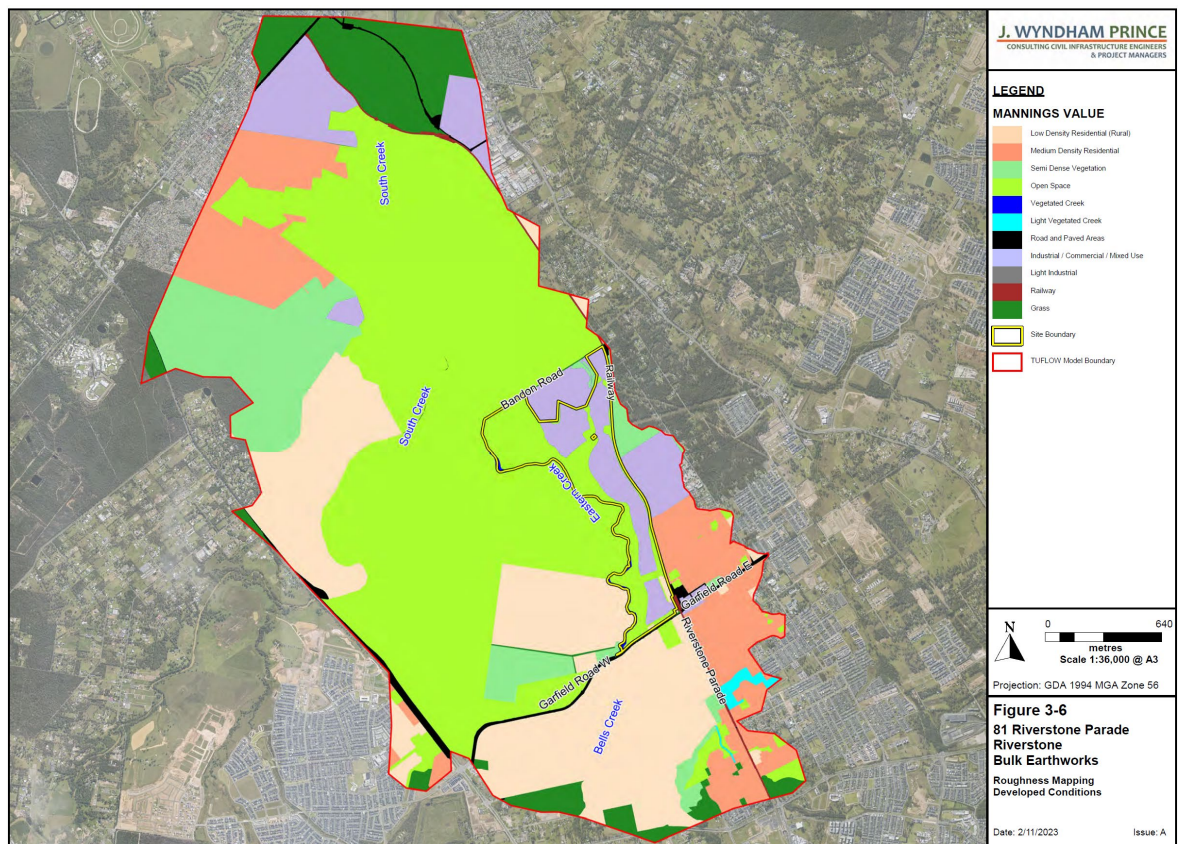 J. WYNDHAM PRINCE
CONSULTING CIVIL INFRASTRUCTURE ENGINEERS
& PROJECT MANAGERS
LEGEND
MANNINGS VALUE
Low Density Residential (Rural)
Medium Density Residential
Semi Dense Vegetation
Open Space
Vegetated Creek
Light Vegetated Creek
Road and Paved Areas
Industrial / Commercial / Mixed Use
Light Industrial
Railway
Grass
Site Boundary
TUFLOW Model Boundary
South Creek
South Creek
Bandon Road
Railway
Eastern Creek
Garfield Road E
Riverstone Parade
Garfield Road W
Bells Creek
N
0 640
metres
Scale 1:36,000 @ A3
Projection: GDA 1994 MGA Zone 56
Figure 3-6
81 Riverstone Parade
Riverstone
Bulk Earthworks
Roughness Mapping
Developed Conditions
Date: 2/11/2023 Issue: A